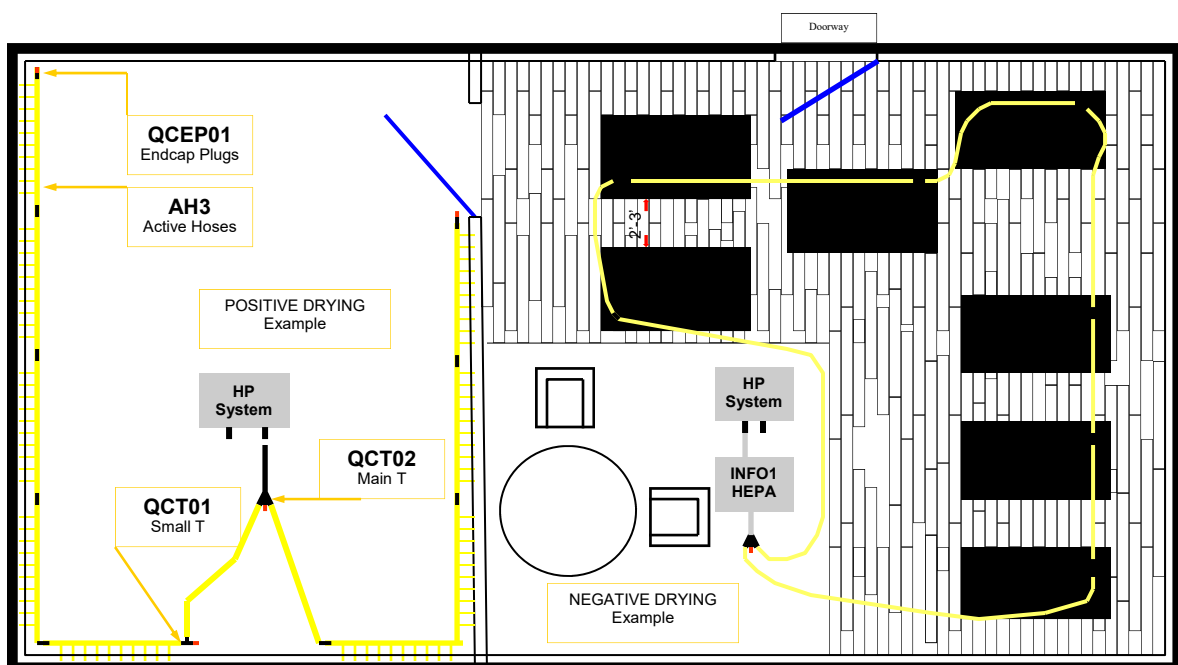 Doorway
QCEP01
Endcap Plugs
AH3
Active Hoses
2'-3'
POSITIVE DRYING
Example
HP
System
HP
System
QCT02
Main T
INFO1
HEPA
QCT01
Small T
NEGATIVE DRYING
Example